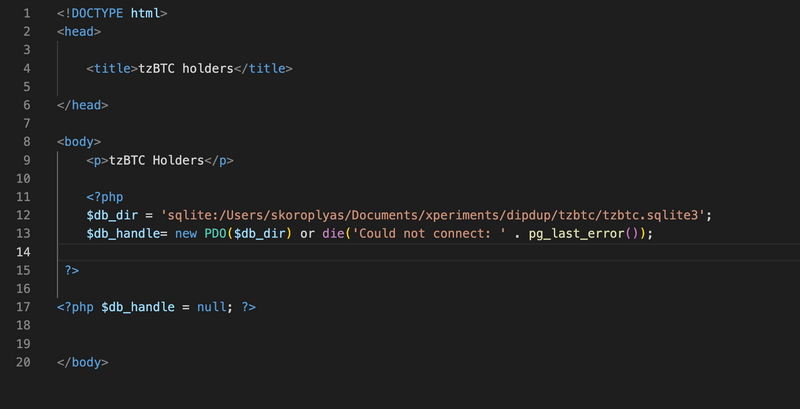 1 <!DOCTYPE html>
2 <head>
3
4 <title>tzBTC holders</title>
5
6 </head>
7
8 <body>
9 <p>tzBTC Holders</p>
10
11 <?php
12 $db_dir = 'sqlite:/Users/skoroplyas/Documents/xperiments/dipdup/tzbtc/tzbtc.sqlite3';
13 $db_handle= new PDO($db_dir) or die('Could not connect: ' . pg_last_error());
14
15 ?>
16
17 <?php $db_handle = null; ?>
18
19
20 </body>